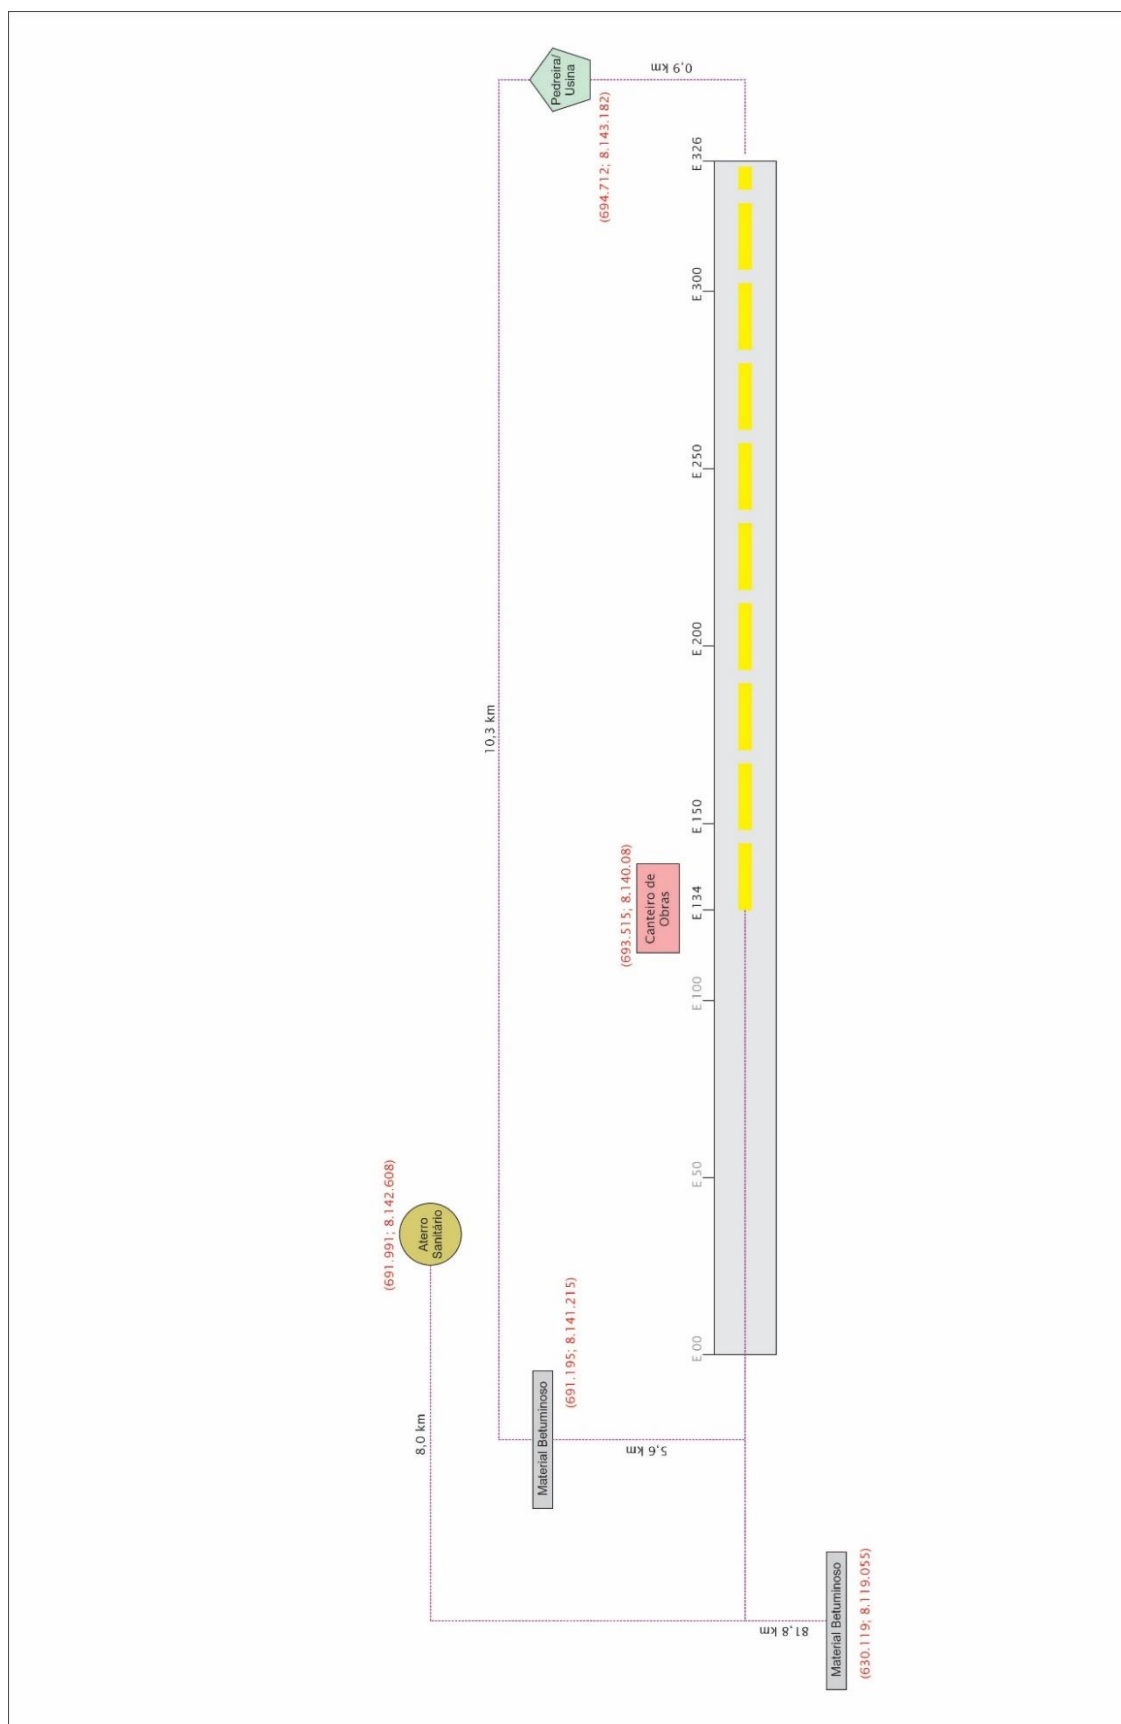 Pedreira/
Usina
0,9 km
(694.712; 8.143.182)
E 326
E 300
E 250
E 200
E 150
E 134
E 100
E 50
E 00
10,3 km
(693.515; 8.140.08)
Canteiro de
Obras
(691.991; 8.142.608)
Aterro
Sanitário
8,0 km
(691.195; 8.141.215)
Material Betuminoso
5,6 km
81,8 km
Material Betuminoso
(630.119; 8.119.055)